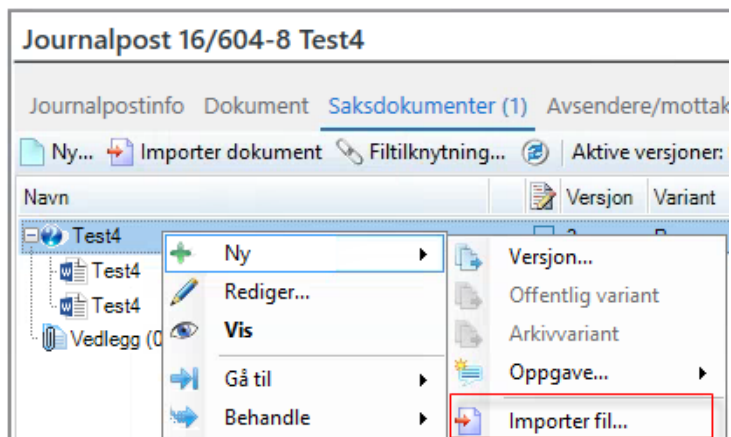 Journalpost 16/604-8 Test4
Journalpostinfo Dokument Saksdokumenter (1) Avsendere/mottak
Ny... Importer dokument Filtilknytning... Aktive versjoner:
Navn Versjon Variant
Test4
Ny Versjon...
Test4 Rediger... Offentlig variant
Test4 Vis Arkivvariant
Vedlegg (0
Gå til Oppgave...
Behandle Importer fil...